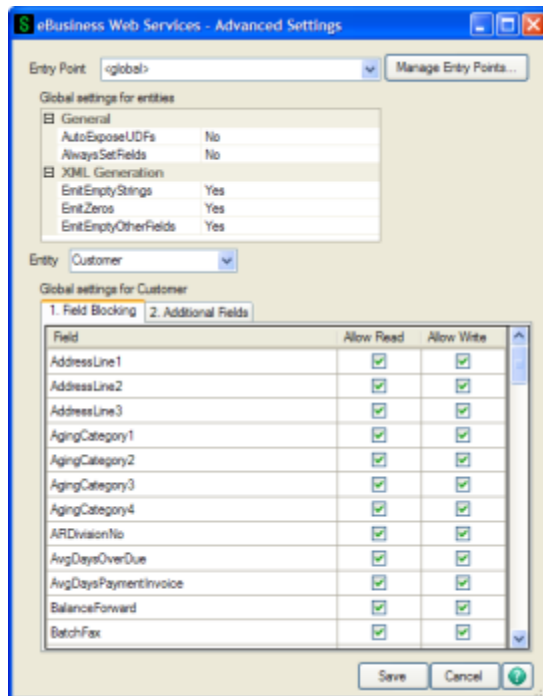 S eBusiness Web Services - Advanced Settings
Entry Point <global> Manage Entry Points...
Global settings for entities
General
AutoExposeUDFs No
AlwaysSetFields No
XML Generation
EmitEmptyStrings Yes
EmitZeros Yes
EmitEmptyOtherFields Yes
Entity Customer
Global settings for Customer
1. Field Blocking 2. Additional Fields
Field Allow Read Allow Write
AddressLine1
AddressLine2
AddressLine3
AgingCategory1
AgingCategory2
AgingCategory3
AgingCategory4
ARDivisionNo
AvgDaysOverDue
AvgDaysPaymentInvoice
BalanceForward
BatchFax
Save Cancel ?